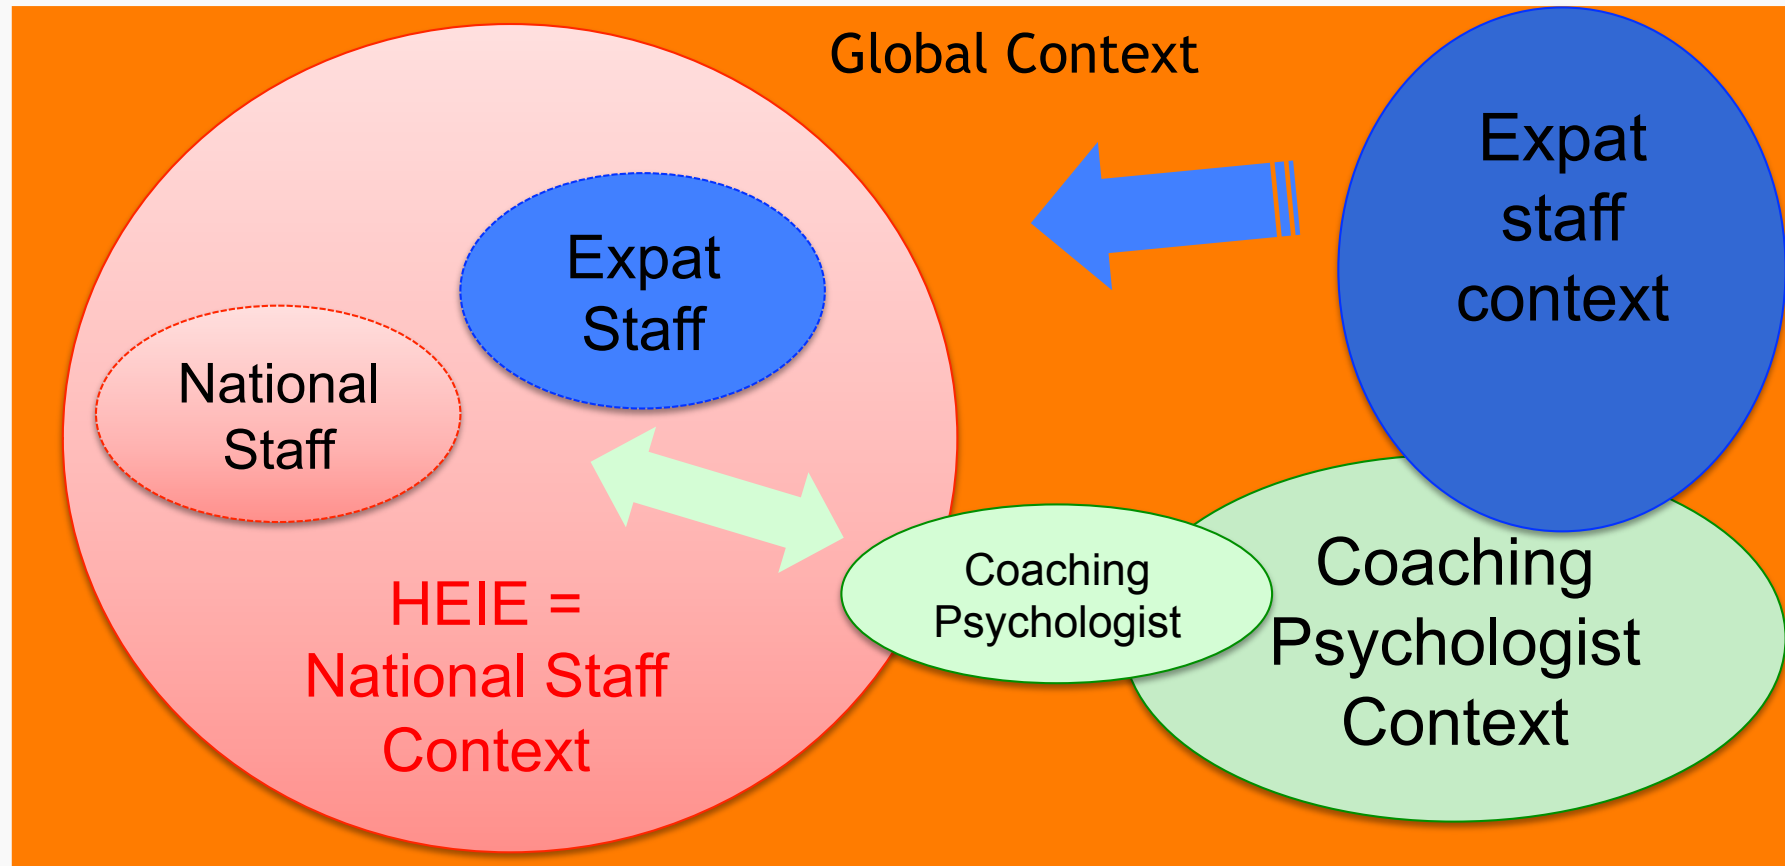 Global Context
Expat
staff
context
Expat
Staff
National
Staff
HEIE =
National Staff
Context
Coaching
Psychologist
Coaching
Psychologist
Context